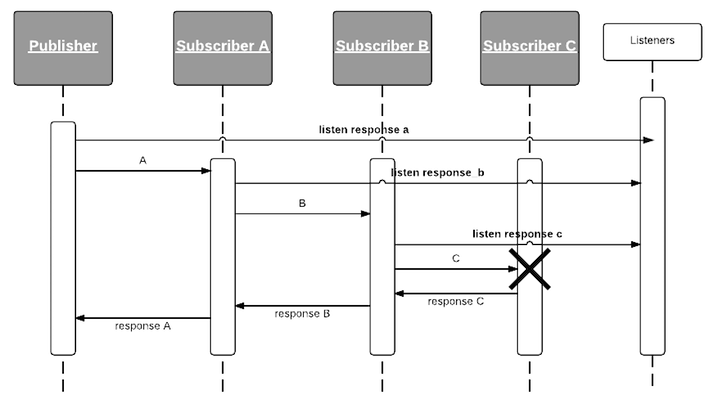 Publisher
Subscriber A
Subscriber B
Subscriber C
Listeners
listen response a
A
listen response b
B
listen response c
C
response C
response B
response A